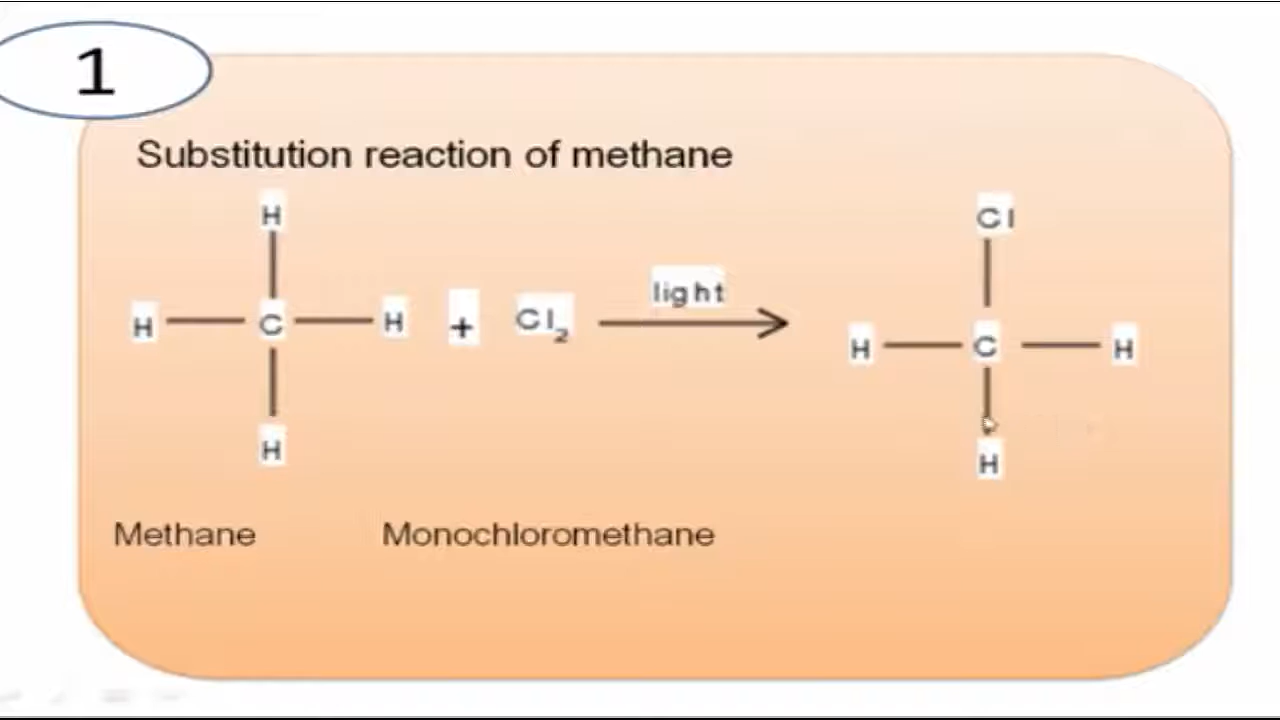 1
Substitution reaction of methane
H
H C H + Cl2 light
H
Cl
H C H
H
Methane Monochloromethane